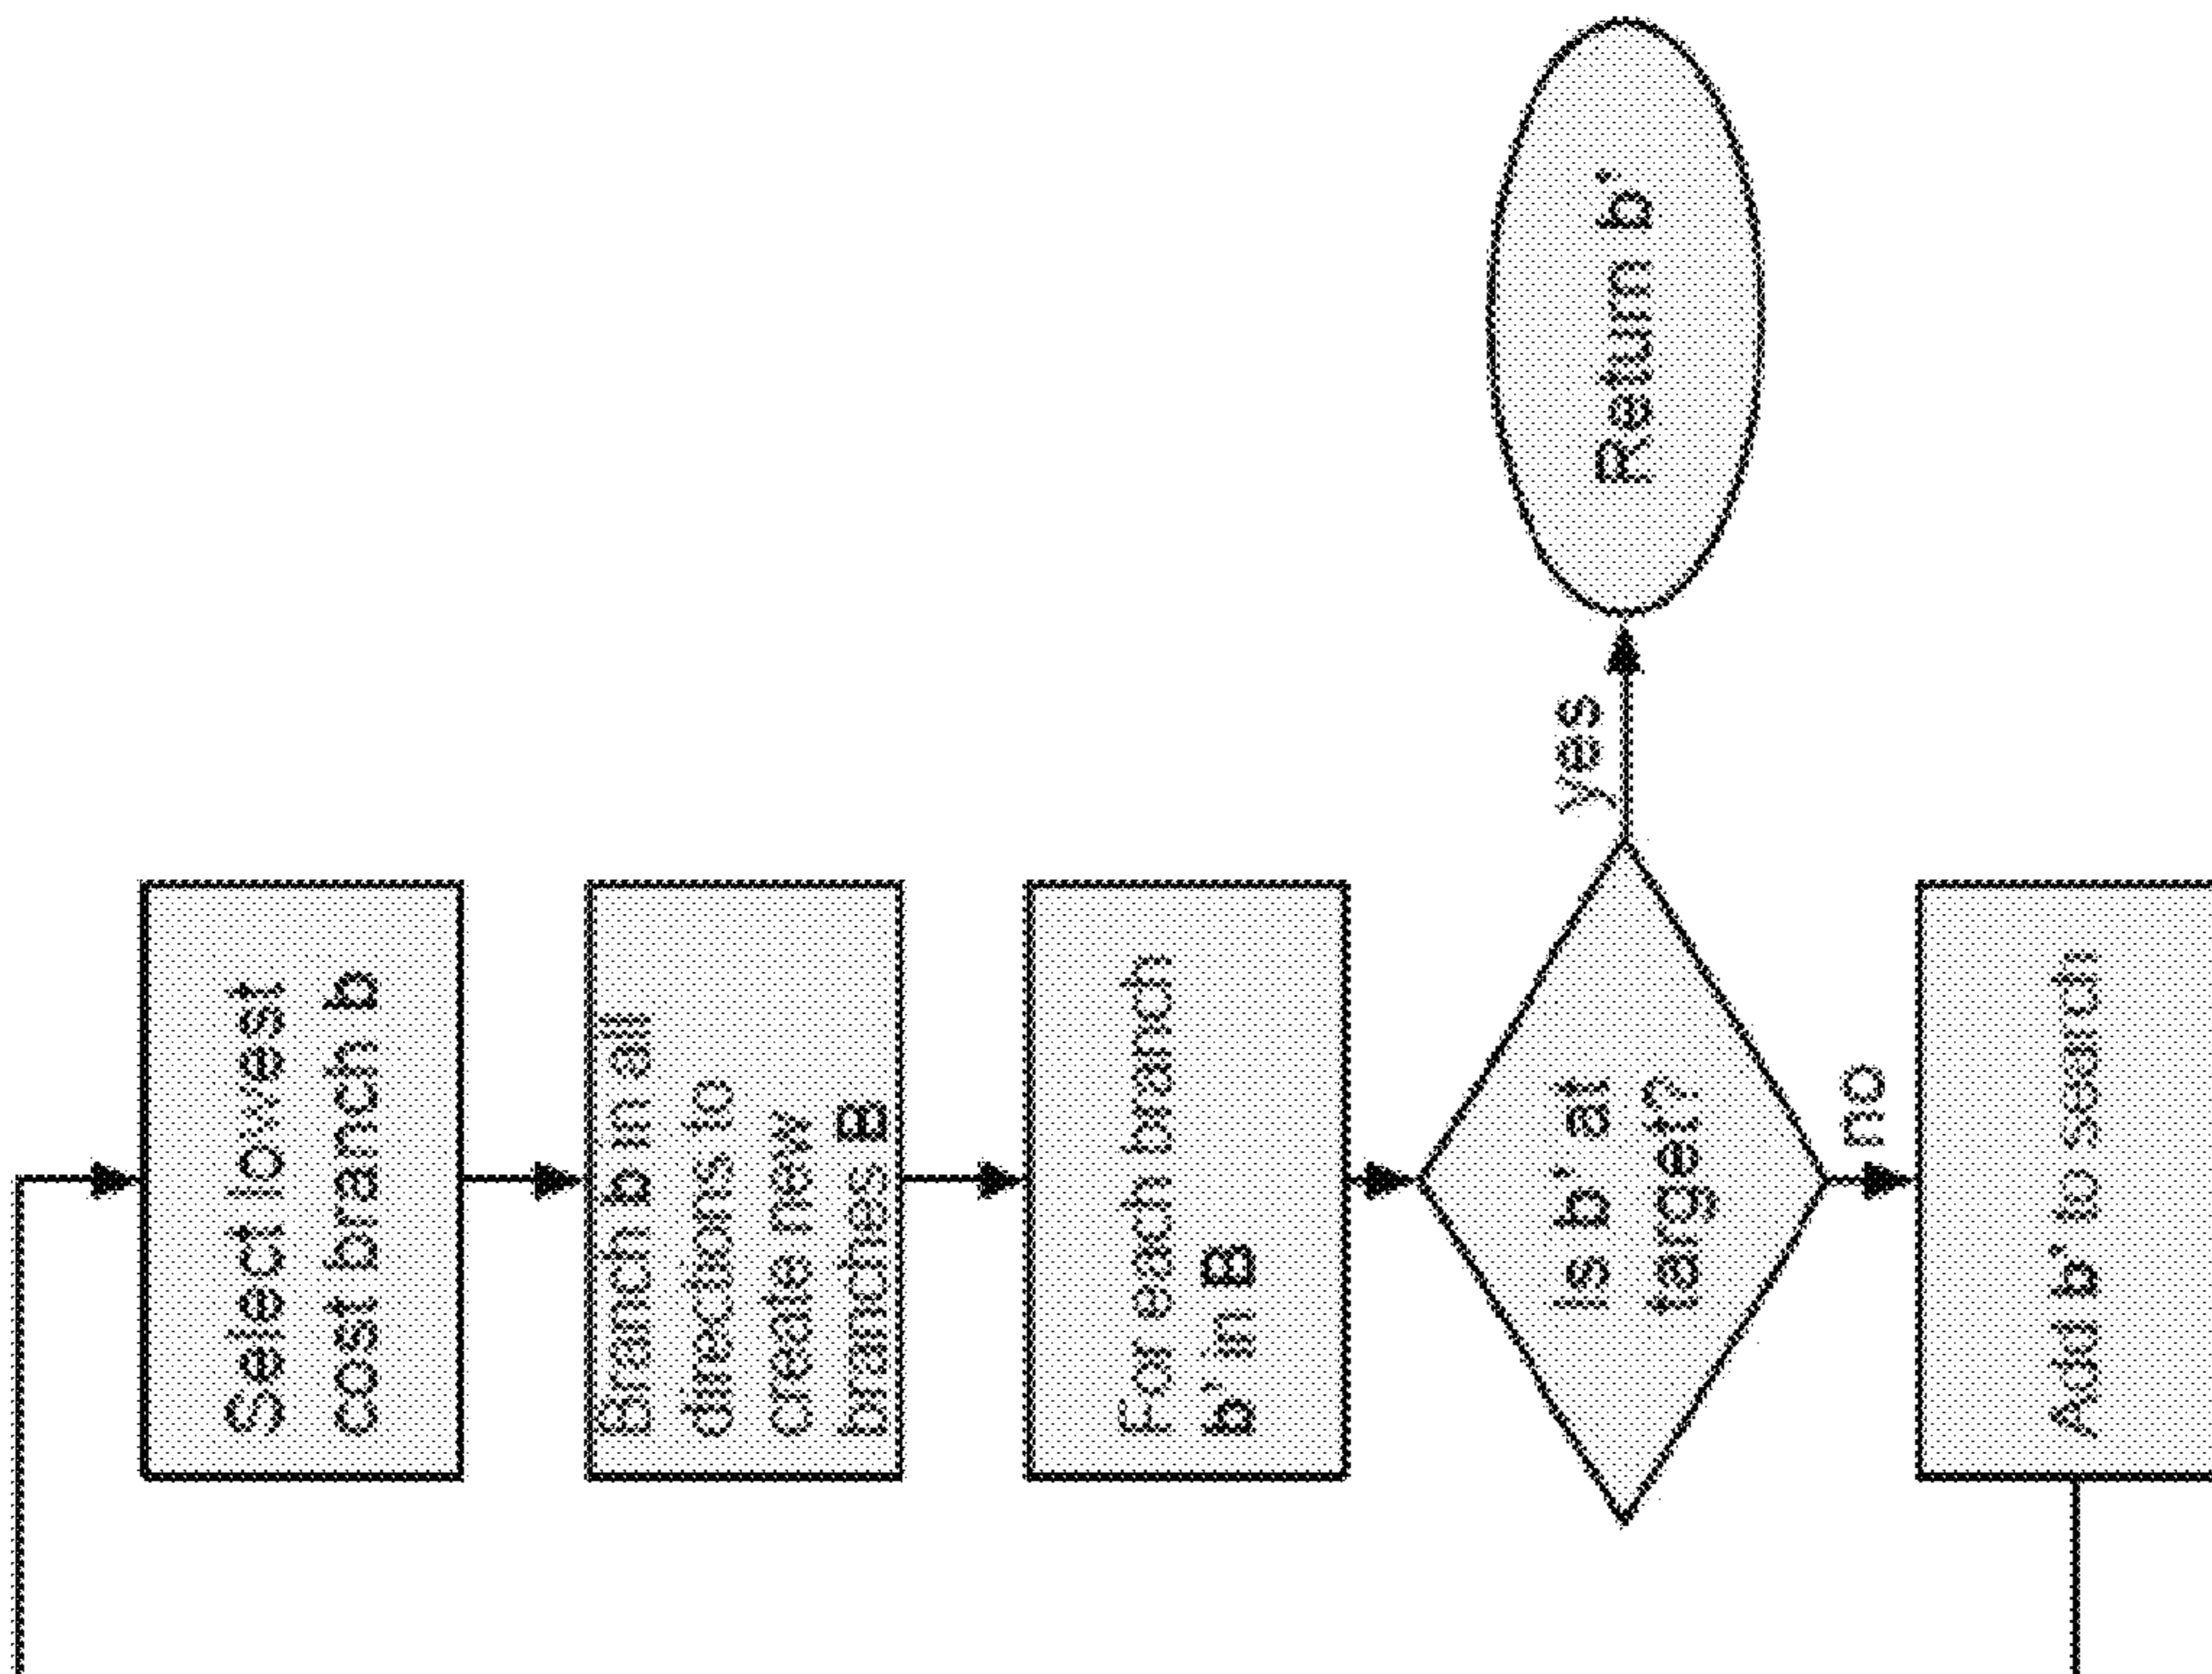 Select lowest
cost branch b
Branch b in all
directions to
create new
branches B
For each branch
b' in B
Is b' at
target?
yes
Return b'
no
Add b' to search